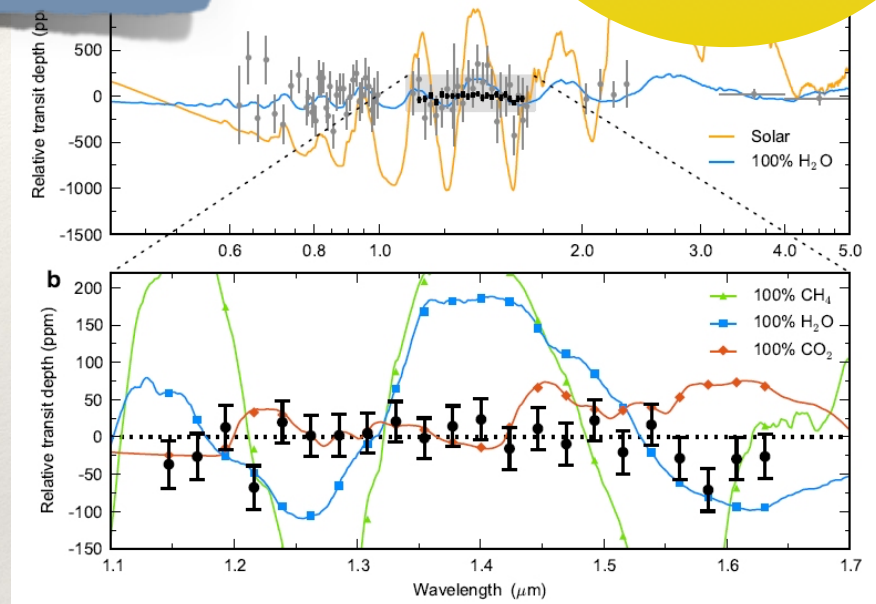 Relative transit depth (pp
500
0
-500
-1000
-1500
0.6 0.8 1.0 2.0 3.0 4.0 5.0
Solar
100% H₂O
b
Relative transit depth (ppm)
200
150
100
50
0
-50
-100
-150
100% CH₄
100% H₂O
100% CO₂
1.1 1.2 1.3 1.4 1.5 1.6 1.7
Wavelength (μm)